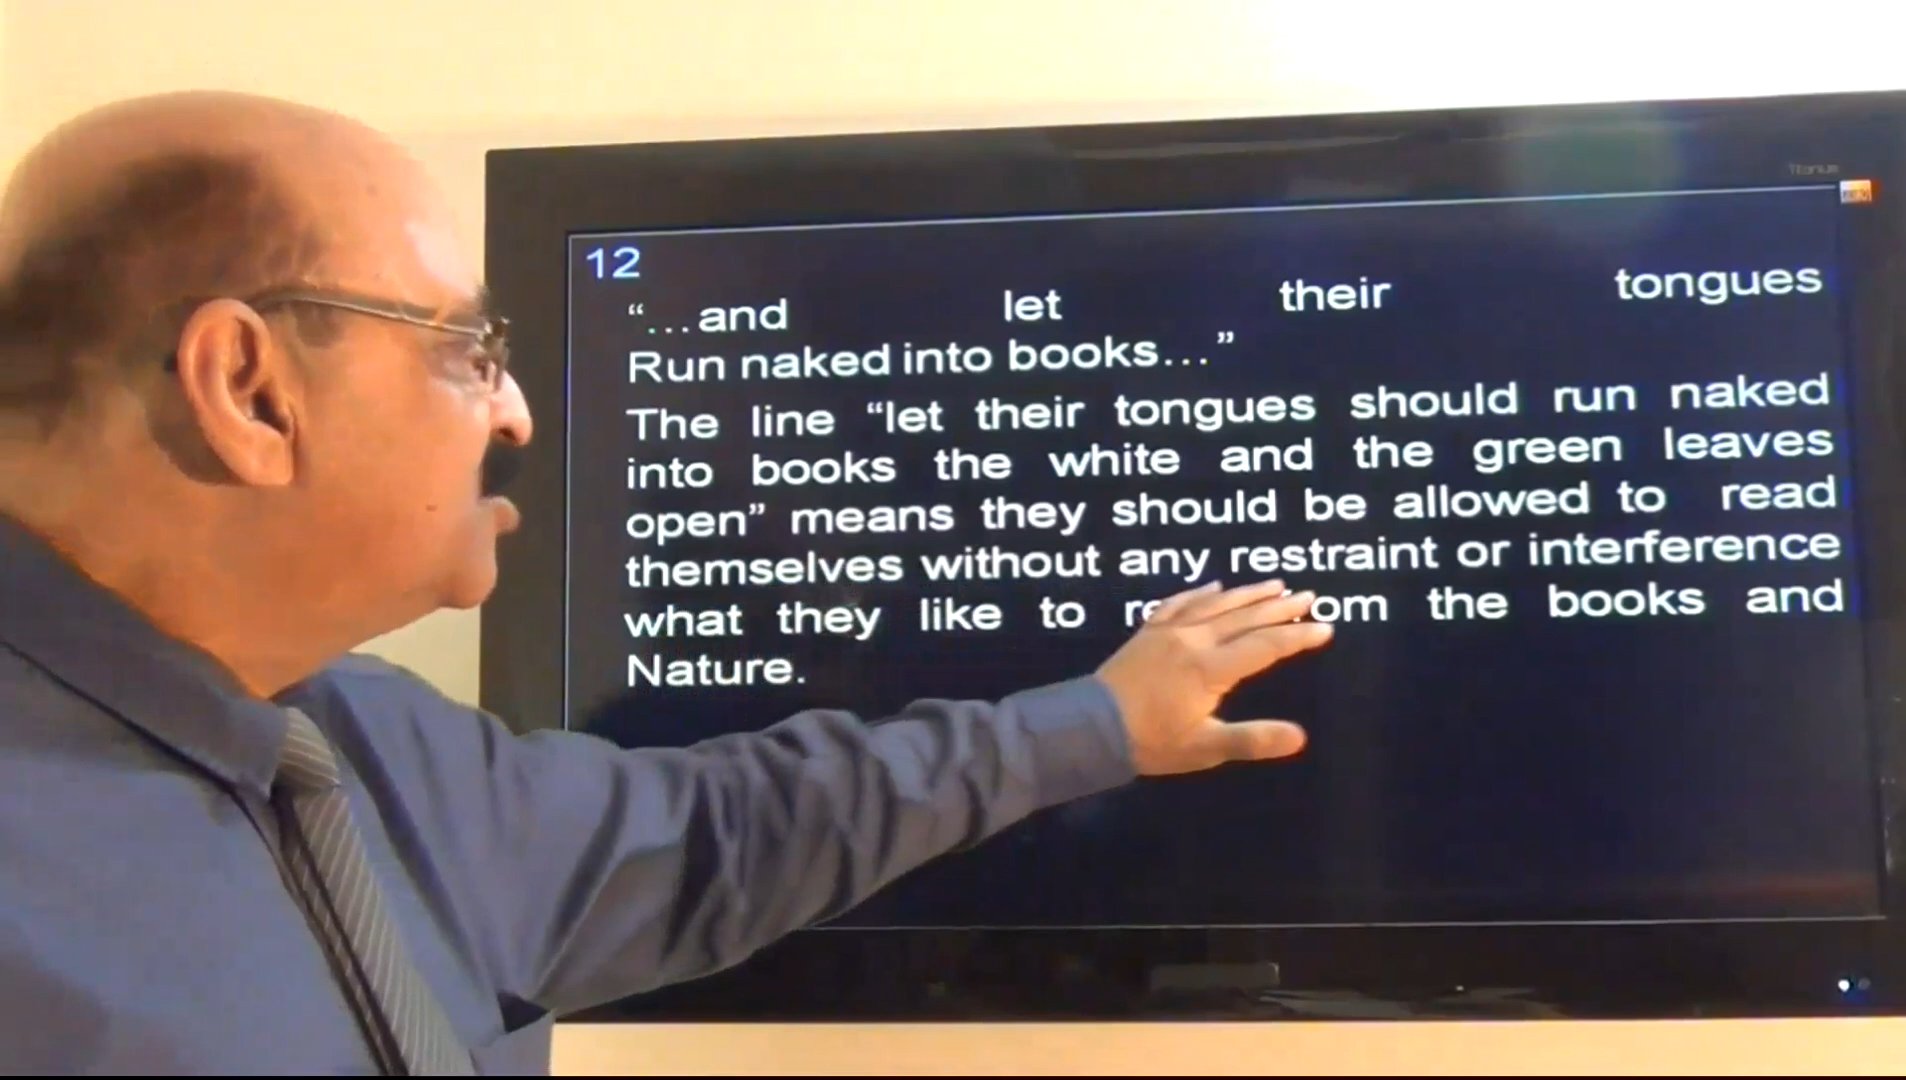 Titanium
12
“...and let their tongues
Run naked into books...”
The line “let their tongues should run naked
into books the white and the green leaves
open” means they should be allowed to read
themselves without any restraint or interference
what they like to from the books and
Nature.